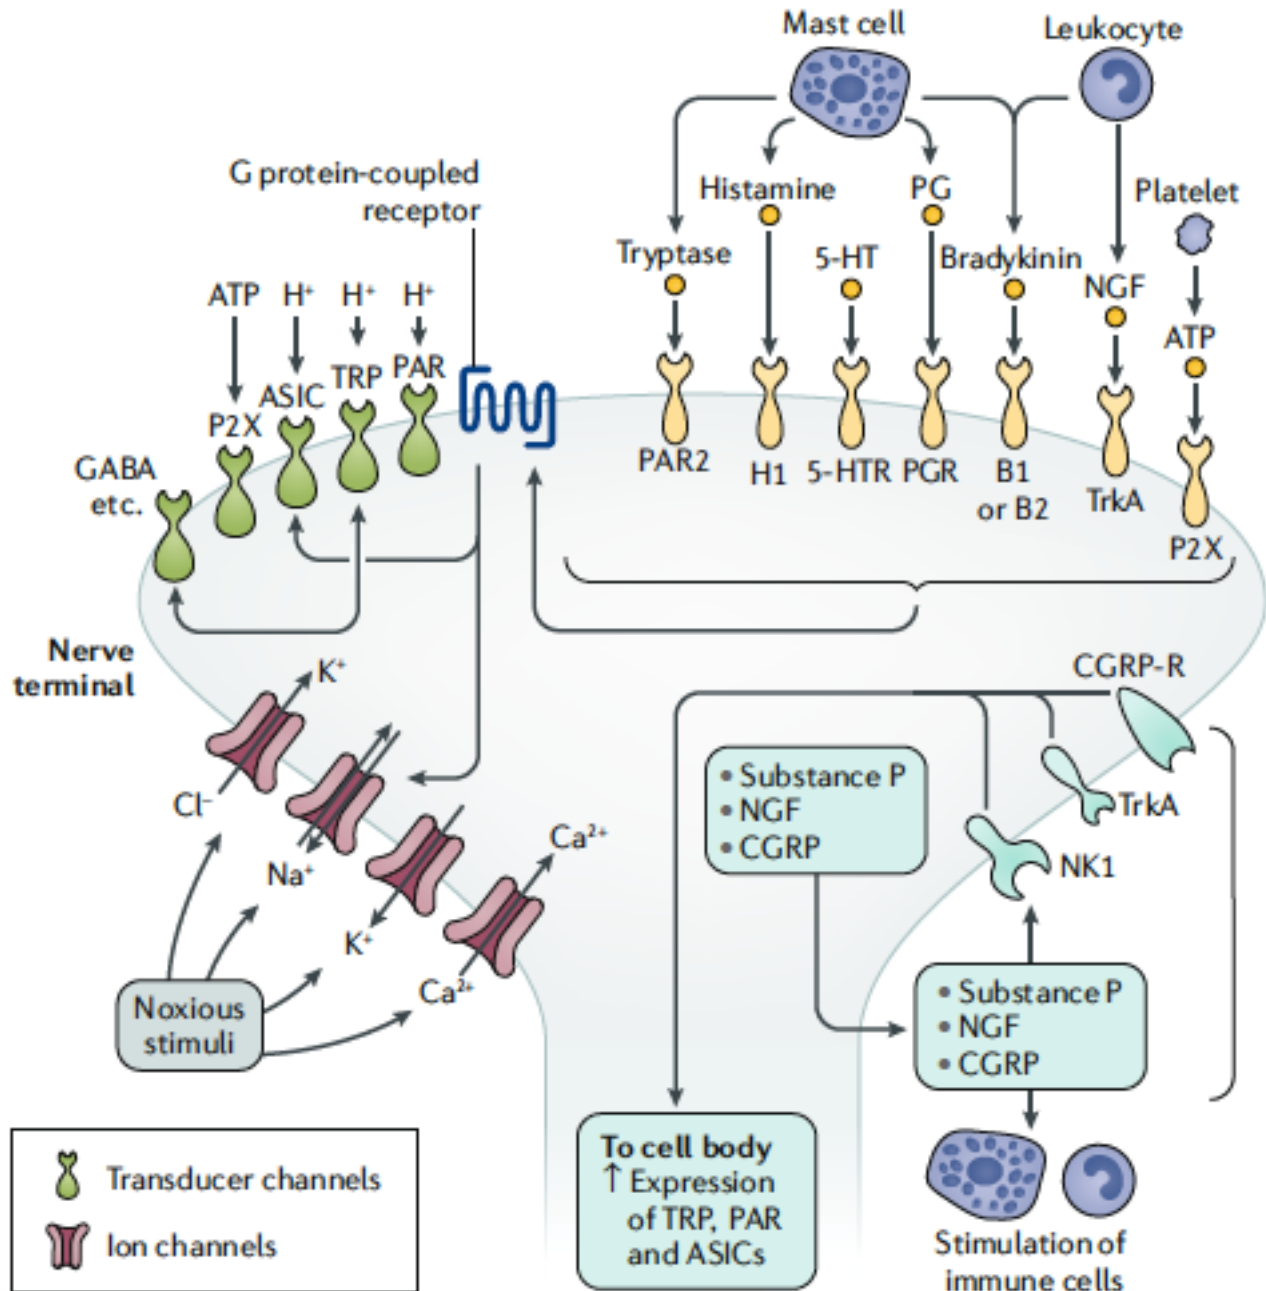 Mast cell
Leukocyte
G protein-coupled
receptor
Histamine
PG
Platelet
Tryptase
5-HT
Bradykinin
NGF
ATP
H⁺
H⁺
H⁺
ATP
P2X
ASIC
TRP
PAR
GABA
etc.
PAR2
H1
5-HTR
PGR
B1
or B2
TrkA
P2X
Nerve
terminal
K⁺
Cl⁻
Na⁺
K⁺
Ca²⁺
Ca²⁺
Noxious
stimuli
CGRP-R
TrkA
NK1
• Substance P
• NGF
• CGRP
• Substance P
• NGF
• CGRP
To cell body
↑ Expression
of TRP, PAR
and ASICs
Stimulation of
immune cells
Transducer channels
Ion channels